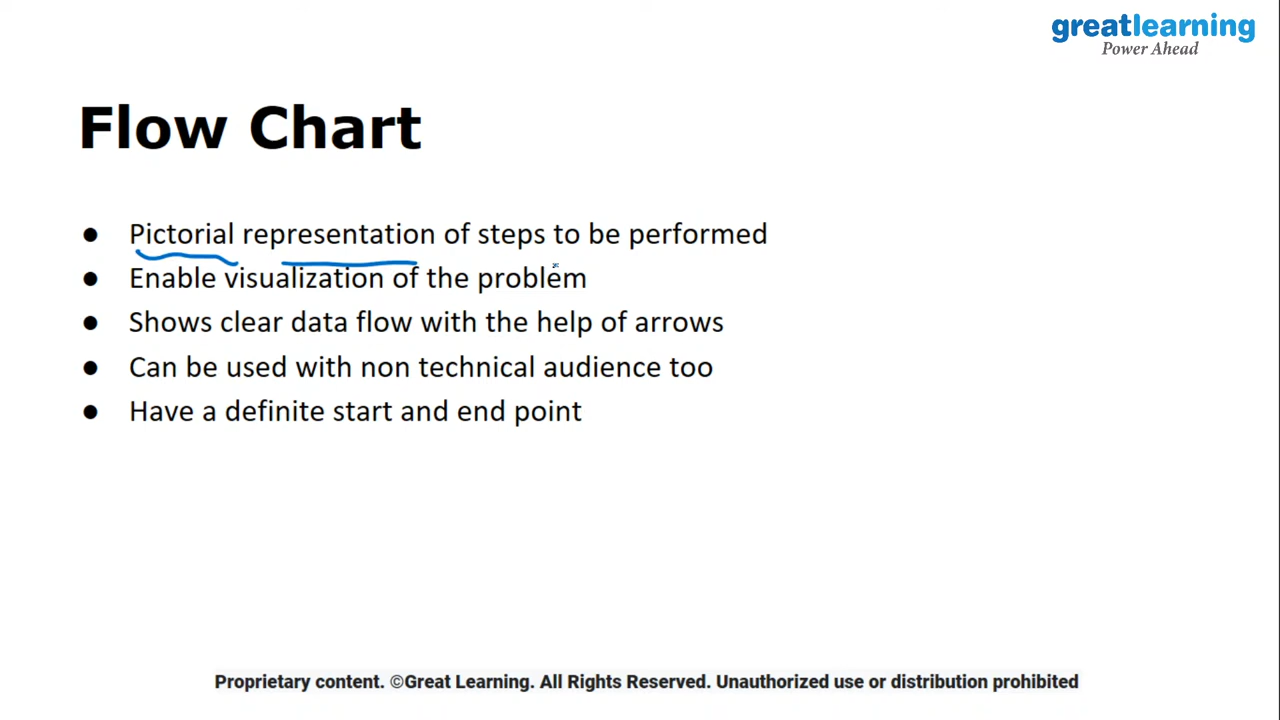 greatlearning
Power Ahead
Flow Chart
● Pictorial representation of steps to be performed
● Enable visualization of the problem
● Shows clear data flow with the help of arrows
● Can be used with non technical audience too
● Have a definite start and end point
Proprietary content. ©Great Learning. All Rights Reserved. Unauthorized use or distribution prohibited